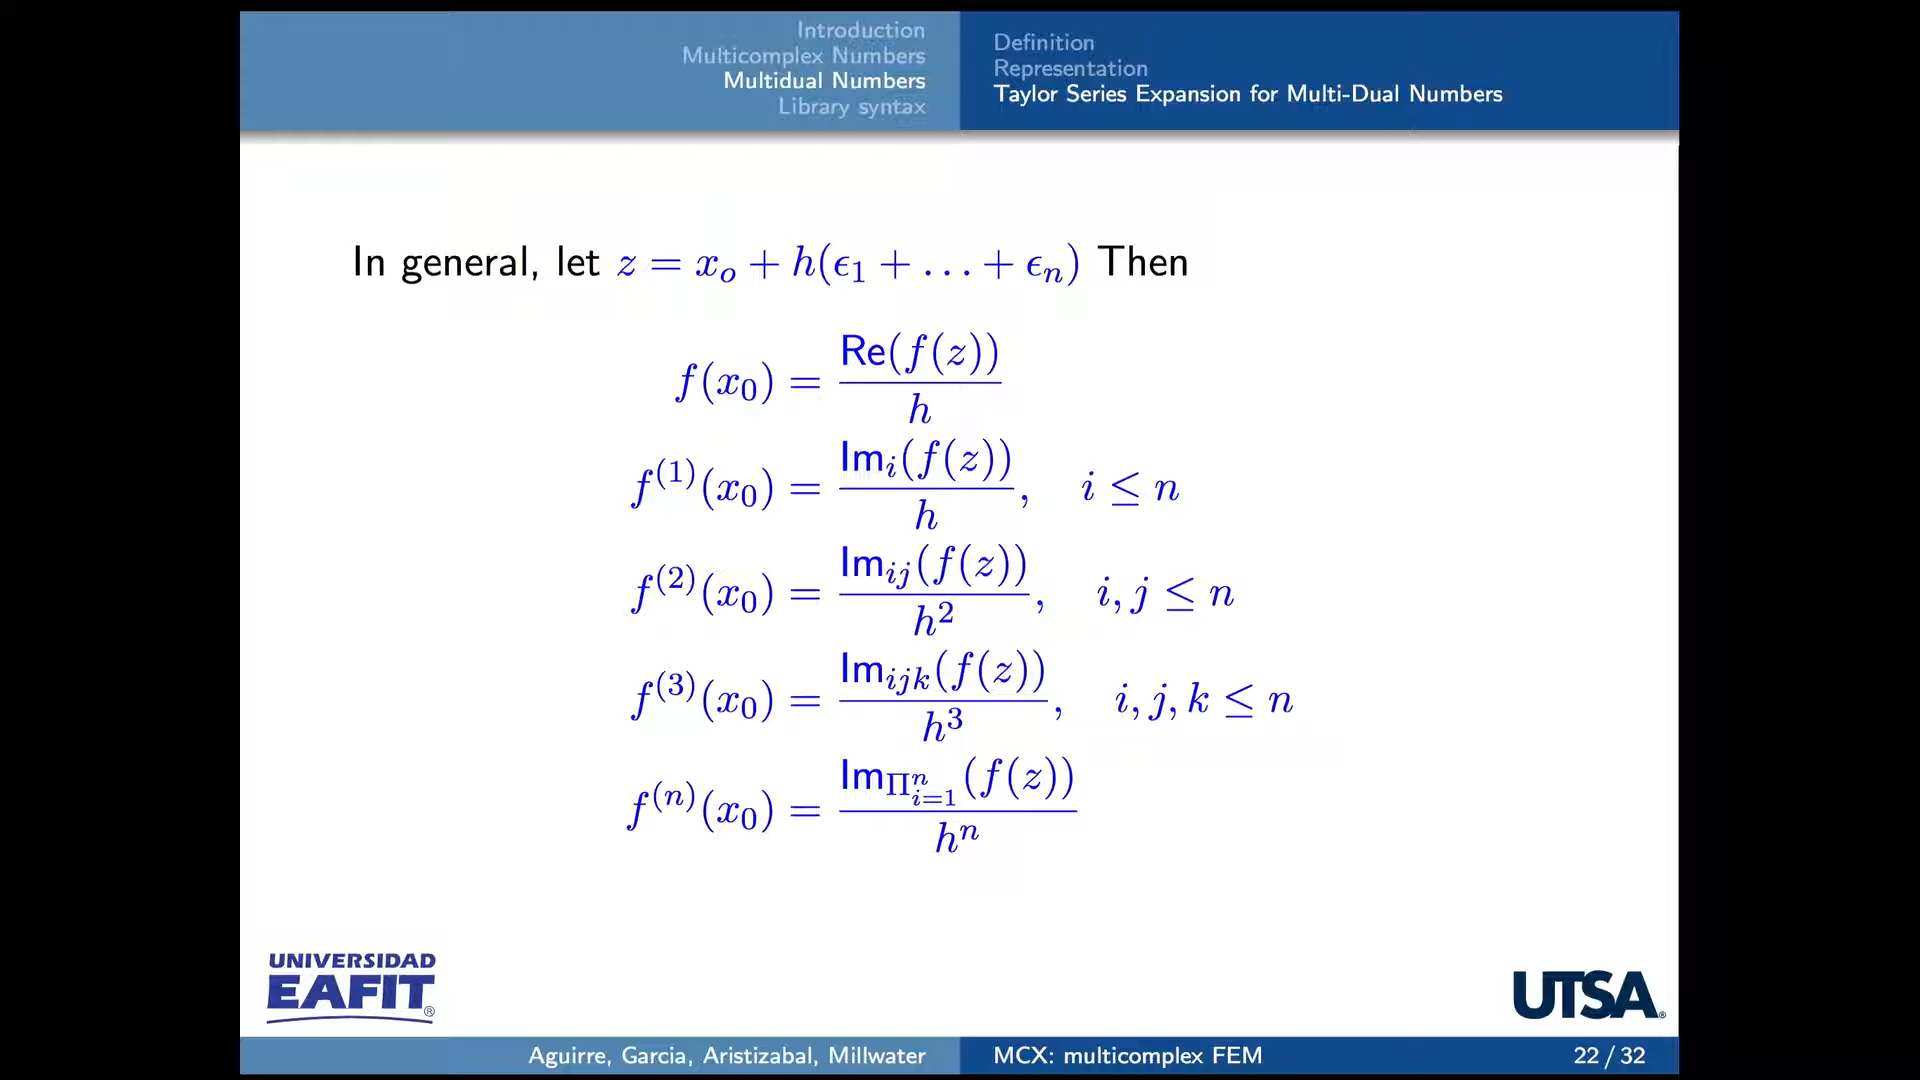 Introduction
Multicomplex Numbers
Multidual Numbers
Library syntax
Definition
Representation
Taylor Series Expansion for Multi-Dual Numbers
In general, let z = x_o + h(ϵ_1 + … + ϵ_n) Then
f(x_0) = Re(f(z)) / h
f^(1)(x_0) = Im_i(f(z)) / h, i ≤ n
f^(2)(x_0) = Im_ij(f(z)) / h^2, i, j ≤ n
f^(3)(x_0) = Im_ijk(f(z)) / h^3, i, j, k ≤ n
f^(n)(x_0) = Im_{Π_{i=1}^n}(f(z)) / h^n
UNIVERSIDAD
EAFIT®
UTSA®
Aguirre, Garcia, Aristizabal, Millwater
MCX: multicomplex FEM
22 / 32